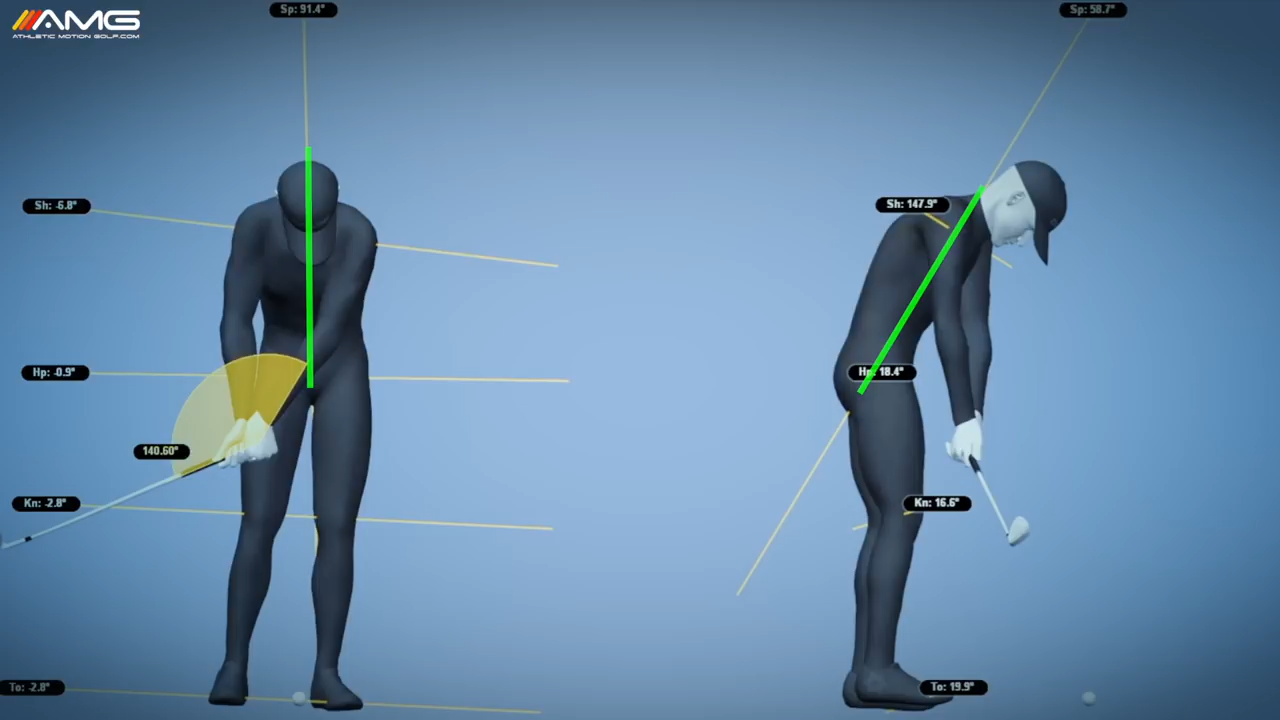 AMG
ATHLETIC MOTION GOLF.COM
Sp: 91.4°
Sp: 58.7°
Sh: -6.8°
Sh: 147.9°
Hp: -0.9°
Hp: 18.4°
140.60°
Kn: -2.8°
Kn: 16.6°
To: -2.8°
To: 19.9°